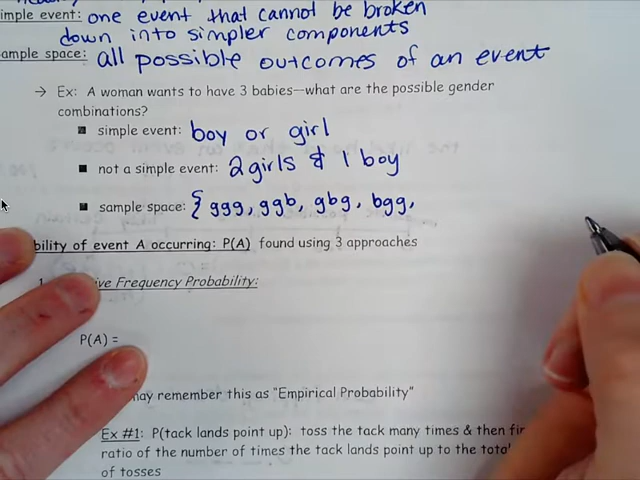 imple event: one event that cannot be broken
down into simpler components
ample space: all possible outcomes of an event
→ Ex: A woman wants to have 3 babies—what are the possible gender
combinations?
■ simple event: boy or girl
■ not a simple event: 2 girls & 1 boy
■ sample space: { ggg, ggb, gbg, bgg,
bility of event A occurring: P(A) found using 3 approaches
1. ive Frequency Probability:
P(A) =
may remember this as "Empirical Probability"
Ex #1: P(tack lands point up): toss the tack many times & then fin
ratio of the number of times the tack lands point up to the total
of tosses